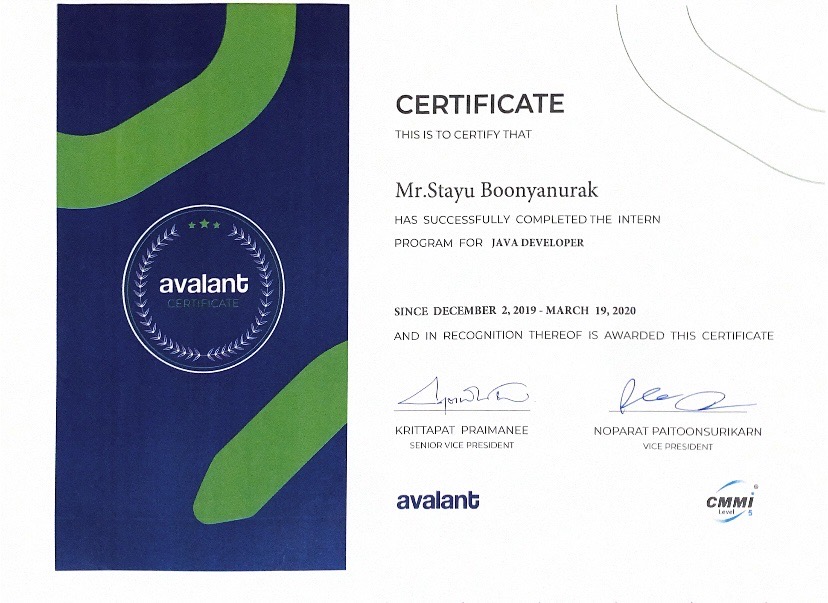 CERTIFICATE
THIS IS TO CERTIFY THAT
Mr.Stayu Boonyanurak
HAS SUCCESSFULLY COMPLETED THE INTERN
PROGRAM FOR JAVA DEVELOPER
avalant
CERTIFICATE
SINCE DECEMBER 2, 2019 - MARCH 19, 2020
AND IN RECOGNITION THEREOF IS AWARDED THIS CERTIFICATE
KRITTAPAT PRAIMANEE
SENIOR VICE PRESIDENT
NOPARAT PAITOONSURIKARN
VICE PRESIDENT
avalant
CMMi®
Level 5